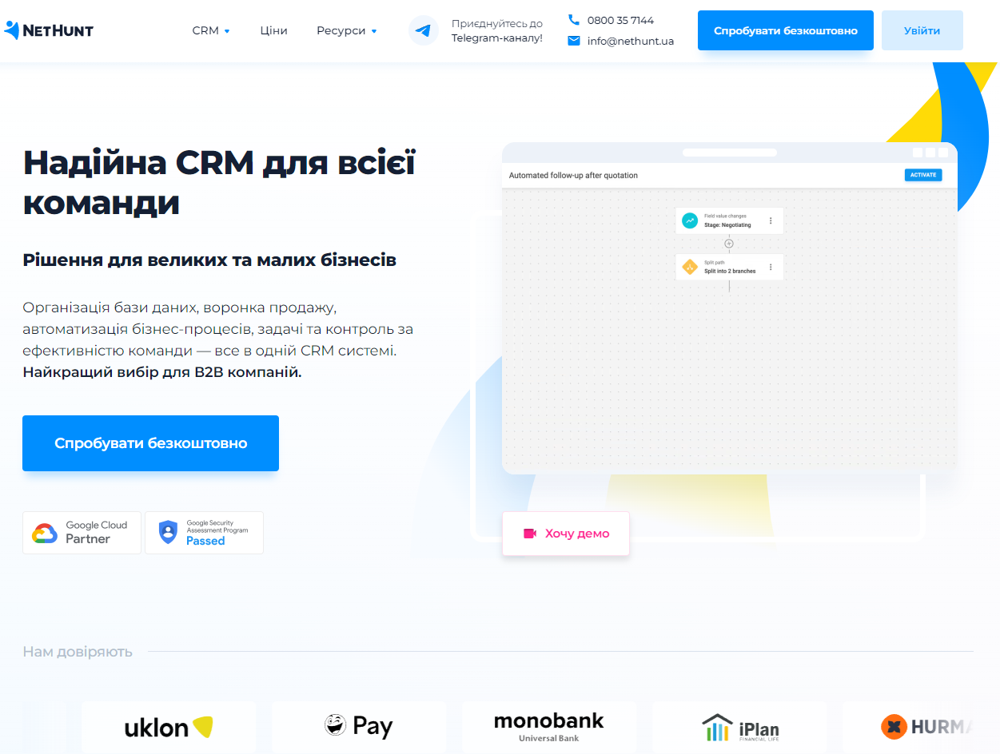 NETHUNT
CRM
Ціни
Ресурси
Приєднуйтесь до
Telegram-каналу!
0800 35 7144
info@nethunt.ua
Спробувати безкоштовно
Увійти
Надійна CRM для всієї
команди
Рішення для великих та малих бізнесів
Організація бази даних, воронка продажу,
автоматизація бізнес-процесів, задачі та контроль за
ефективністю команди — все в одній CRM системі.
Найкращий вибір для B2B компаній.
Спробувати безкоштовно
Google Cloud
Partner
Google Security
Assessment Program
Passed
Automated follow-up after quotation
ACTIVATE
Field value changes
Stage: Negotiating
Split path
Split into 2 branches
Хочу демо
Нам довіряють
uklon
Pay
monobank
Universal Bank
iPlan
FINANCIAL LIFE
HURMA